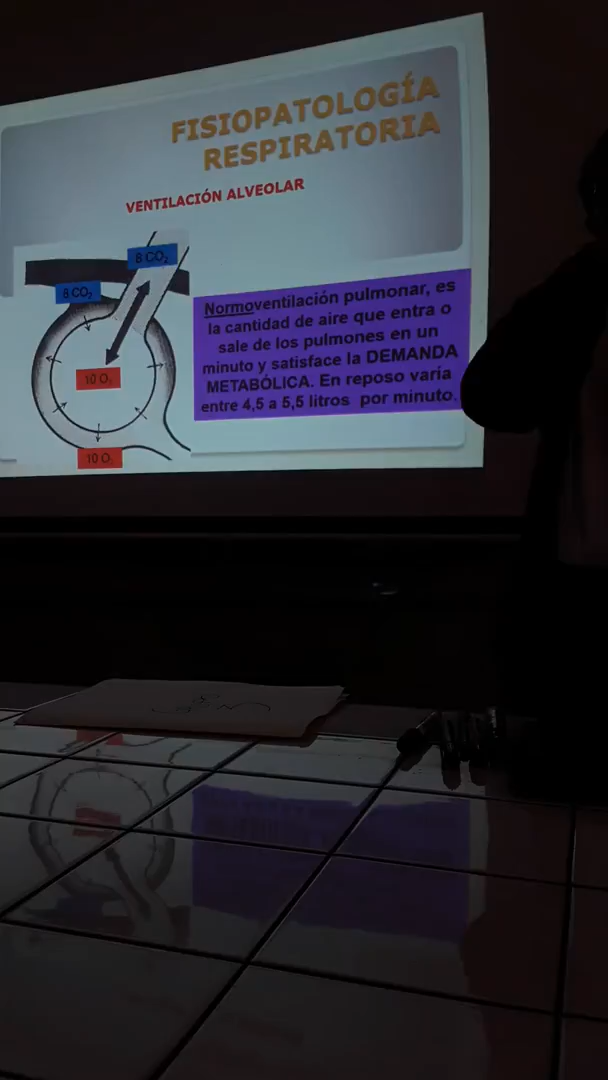 FISIOPATOLOGÍA
RESPIRATORIA
VENTILACIÓN ALVEOLAR
8 CO₂
8 CO₂
10 O₂
10 O₂
Normoventilación pulmonar, es
la cantidad de aire que entra o
sale de los pulmones en un
minuto y satisface la DEMANDA
METABÓLICA. En reposo varía
entre 4,5 a 5,5 litros por minuto.